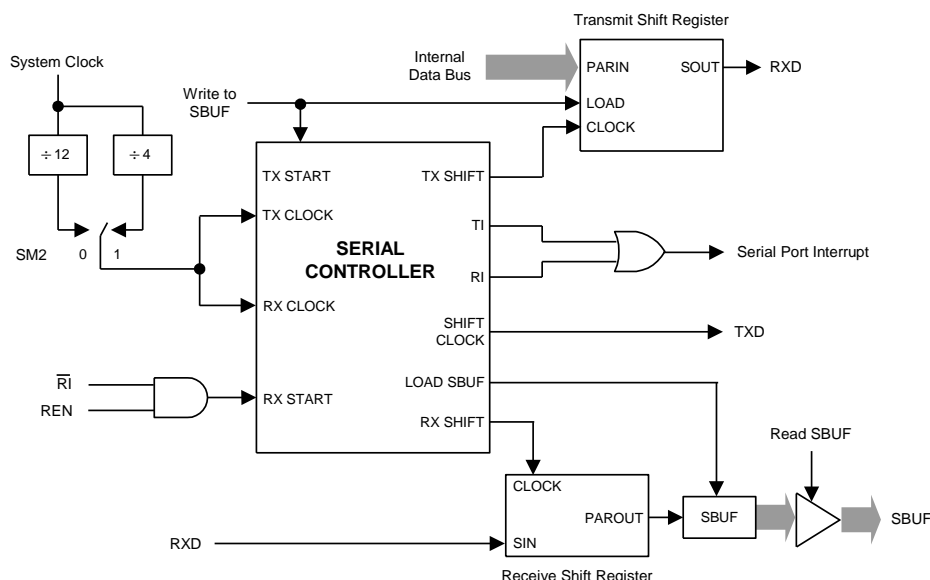 Transmit Shift Register
System Clock
Internal
Data Bus
PARIN
SOUT
RXD
Write to
SBUF
LOAD
CLOCK
÷ 12
÷ 4
TX START
TX SHIFT
TX CLOCK
TI
SERIAL
CONTROLLER
Serial Port Interrupt
SM2
0
1
RI
RX CLOCK
SHIFT
CLOCK
TXD
R̅I̅
REN
RX START
LOAD SBUF
RX SHIFT
Read SBUF
CLOCK
PAROUT
SBUF
SBUF
RXD
SIN
Receive Shift Register